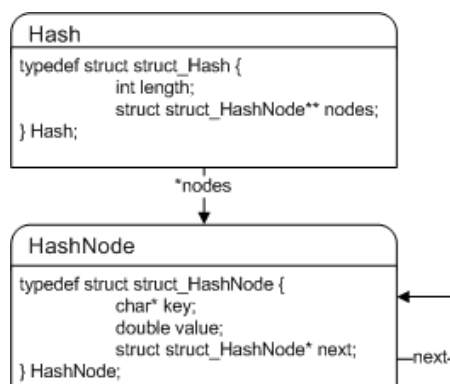 Hash
typedef struct struct_Hash {
int length;
struct struct_HashNode** nodes;
} Hash;
*nodes
HashNode
typedef struct struct_HashNode {
char* key;
double value;
struct struct_HashNode* next;
} HashNode;
next